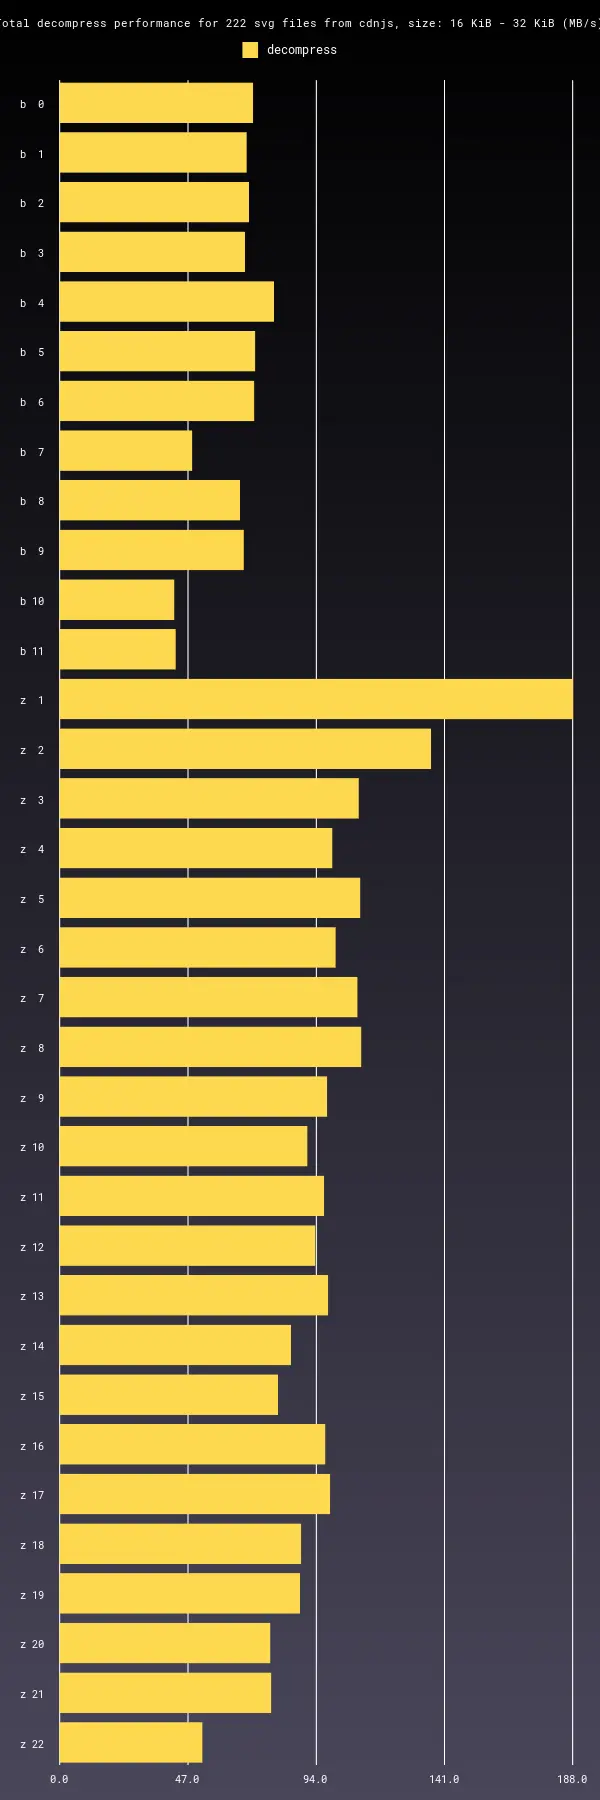 Total decompress performance for 222 svg files from cdnjs, size: 16 KiB - 32 KiB (MB/s)
decompress
b 0
b 1
b 2
b 3
b 4
b 5
b 6
b 7
b 8
b 9
b 10
b 11
z 1
z 2
z 3
z 4
z 5
z 6
z 7
z 8
z 9
z 10
z 11
z 12
z 13
z 14
z 15
z 16
z 17
z 18
z 19
z 20
z 21
z 22
0.0 47.0 94.0 141.0 188.0